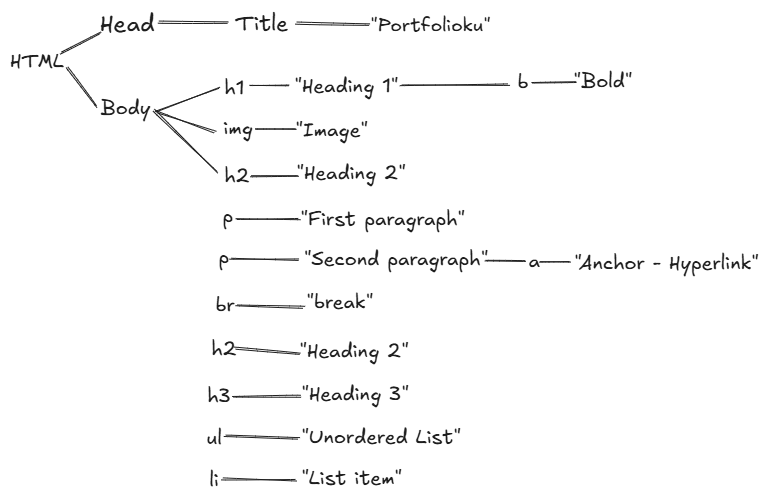 Head Title "Portfolioku"
HTML
Body
h1 "Heading 1" b "Bold"
img "Image"
h2 "Heading 2"
p "First paragraph"
p "Second paragraph" a "Anchor - Hyperlink"
br "break"
h2 "Heading 2"
h3 "Heading 3"
ul "Unordered List"
li "List item"